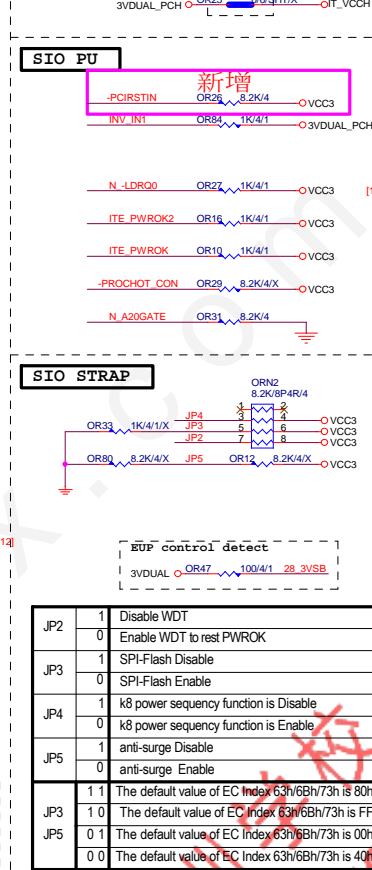 3VDUAL_PCH OR25 0/6/SHT/X IT_VCCH
SIO PU
新增
-PCIRSTIN OR26 8.2K/4 VCC3
INV_IN1 OR84 1K/4/1 3VDUAL_PCH
N_-LDRQ0 OR27 1K/4/1 VCC3
ITE_PWROK2 OR16 1K/4/1 VCC3
ITE_PWROK OR10 1K/4/1 VCC3
-PROCHOT_CON OR29 8.2K/4/X VCC3
N_A20GATE OR31 8.2K/4
SIO STRAP
ORN2
8.2K/8P4R/4
1 2
JP4 3 4 VCC3
OR33 1K/4/1/X JP3 5 6 VCC3
JP2 7 8 VCC3
OR80 8.2K/4/X JP5 OR12 8.2K/4/X VCC3
12]
EUP control detect
3VDUAL OR47 100/4/1 28_3VSB
JP2 1 Disable WDT
0 Enable WDT to rest PWROK
JP3 1 SPI-Flash Disable
0 SPI-Flash Enable
JP4 1 k8 power sequency function is Disable
0 k8 power sequency function is Enable
JP5 1 anti-surge Disable
0 anti-surge Enable
JP3 JP5 1 1 The default value of EC Index 63h/6Bh/73h is 80h
1 0 The default value of EC Index 63h/6Bh/73h is FF
0 1 The default value of EC Index 63h/6Bh/73h is 00h
0 0 The default value of EC Index 63h/6Bh/73h is 40h